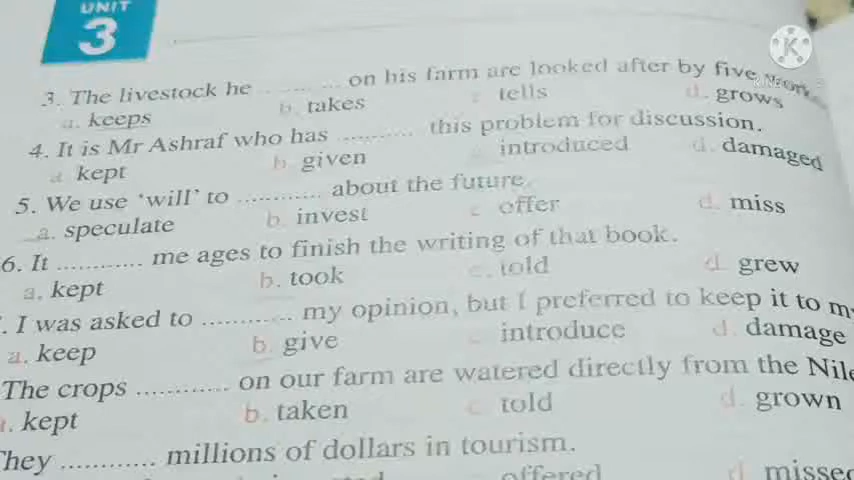 UNIT
3
K
3. The livestock he ............ on his farm are looked after by five
a. keeps b. takes c. tells d. grows
4. It is Mr Ashraf who has ............ this problem for discussion.
a. kept b. given c. introduced d. damaged
5. We use ‘will’ to ............ about the future.
a. speculate b. invest c. offer d. miss
6. It ............ me ages to finish the writing of that book.
a. kept b. took c. told d. grew
. I was asked to ............ my opinion, but I preferred to keep it to
a. keep b. give c. introduce d. damage
The crops ............ on our farm are watered directly from the Nile
kept b. taken c. told d. grown
They ............ millions of dollars in tourism.
offered d. missed